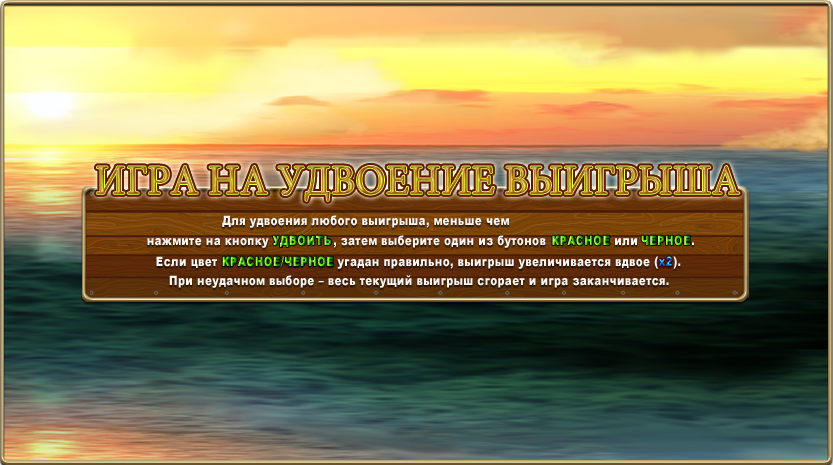 ИГРА НА УДВОЕНИЕ ВЫИГРЫША
Для удвоения любого выигрыша, меньше чем
нажмите на кнопку УДВОИТЬ, затем выберите один из бутонов КРАСНОЕ или ЧЕРНОЕ.
Если цвет КРАСНОЕ/ЧЕРНОЕ угадан правильно, выигрыш увеличивается вдвое (x2).
При неудачном выборе – весь текущий выигрыш сгорает и игра заканчивается.